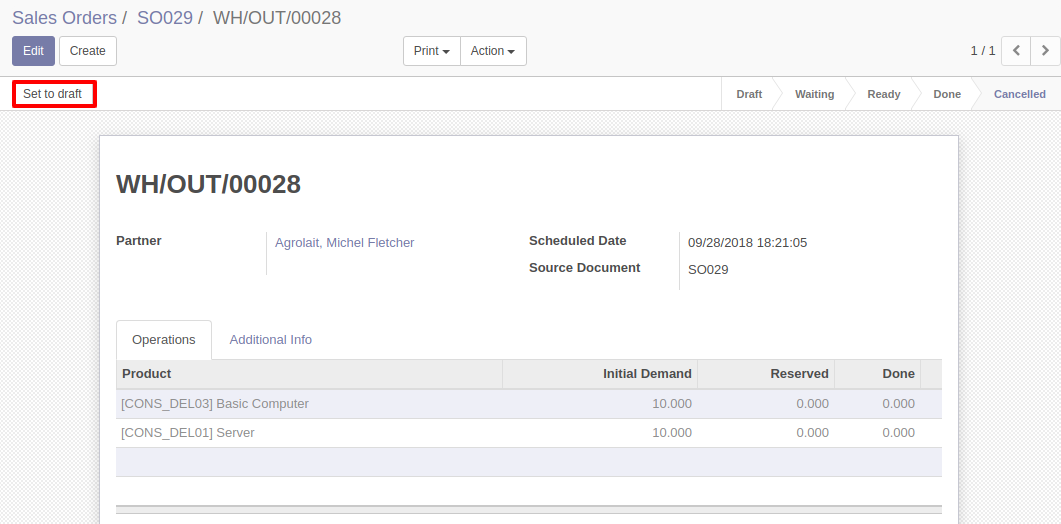 Sales Orders / SO029 / WH/OUT/00028
Edit Create Print Action 1 / 1
Set to draft Draft Waiting Ready Done Cancelled
WH/OUT/00028
Partner Agrolait, Michel Fletcher Scheduled Date 09/28/2018 18:21:05
Source Document SO029
Operations Additional Info
Product Initial Demand Reserved Done
[CONS_DEL03] Basic Computer 10.000 0.000 0.000
[CONS_DEL01] Server 10.000 0.000 0.000